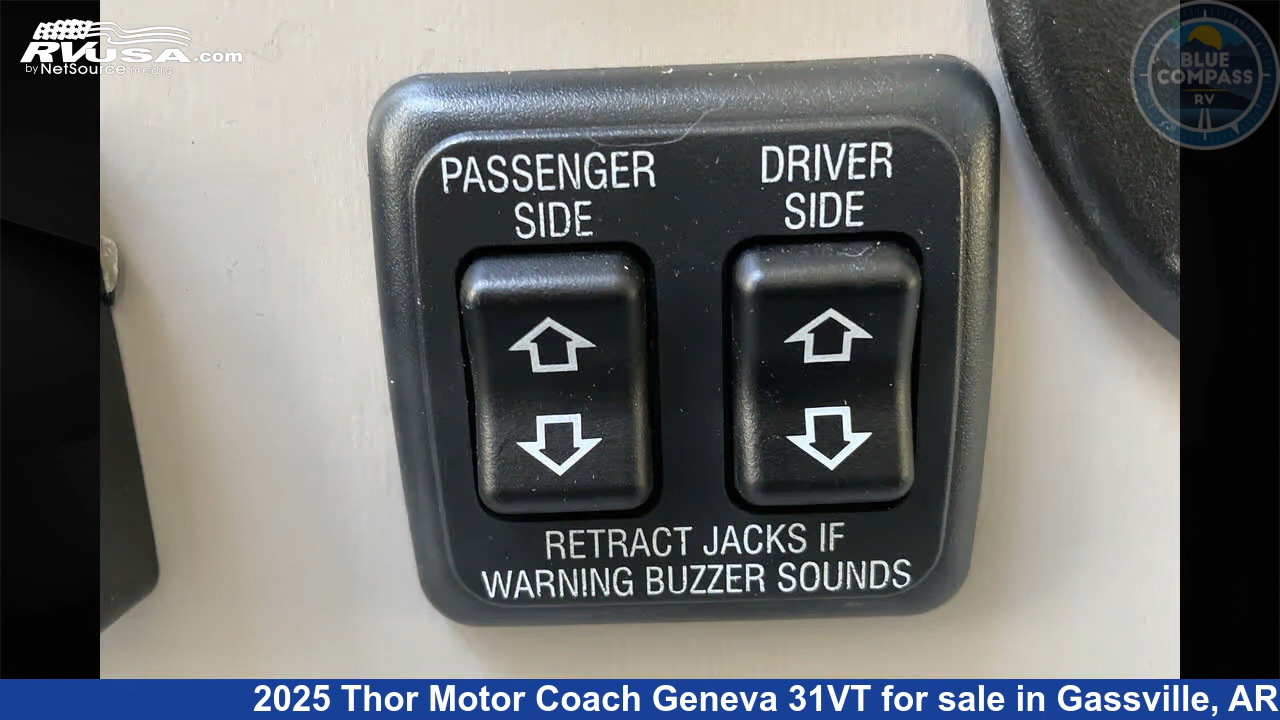 RVUSA.com
by NetSource media
BLUE
COMPASS
RV
PASSENGER
SIDE
DRIVER
SIDE
RETRACT JACKS IF
WARNING BUZZER SOUNDS
2025 Thor Motor Coach Geneva 31VT for sale in Gassville, AR